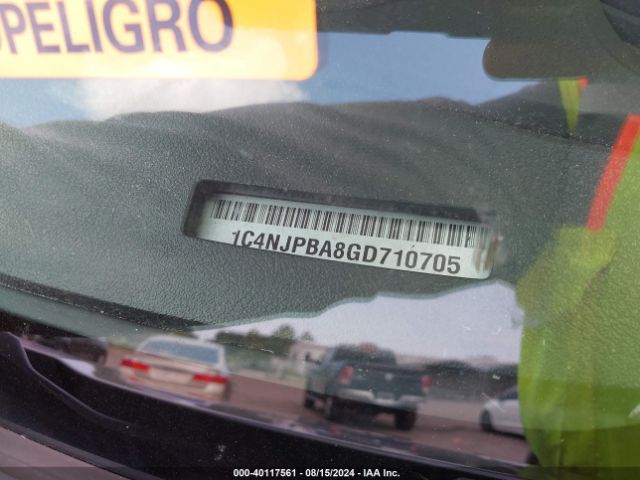 PELIGRO
1C4NJPBA8GD710705
000-40117561 - 08/15/2024 - IAA Inc.